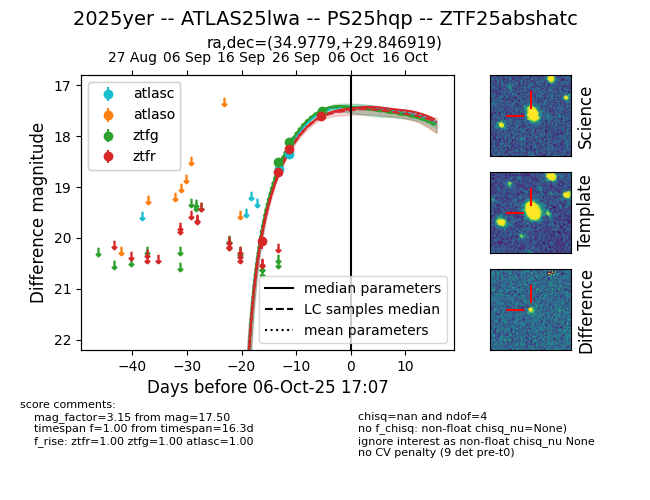 2025yer -- ATLAS25lwa -- PS25hqp -- ZTF25abshatc
ra,dec=(34.9779,+29.846919)
27 Aug 06 Sep 16 Sep 26 Sep 06 Oct 16 Oct
17
18
19
20
21
22
Difference magnitude
atlasc
atlaso
ztfg
ztfr
median parameters
LC samples median
mean parameters
−40 −30 −20 −10 0 10
Days before 06-Oct-25 17:07
Science
Template
Difference
score comments:
mag_factor=3.15 from mag=17.50
timespan f=1.00 from timespan=16.3d
f_rise: ztfr=1.00 ztfg=1.00 atlasc=1.00
chisq=nan and ndof=4
no f_chisq: non-float chisq_nu=None)
ignore interest as non-float chisq_nu None
no CV penalty (9 det pre-t0)